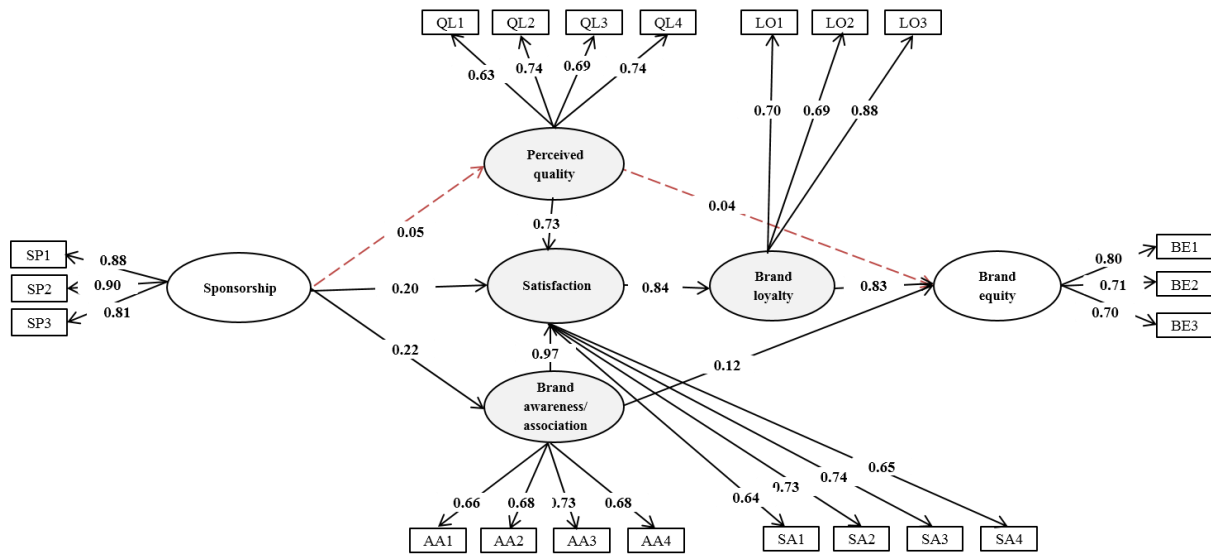 QL1 QL2 QL3 QL4 LO1 LO2 LO3
0.63 0.74 0.69 0.74
0.70 0.69 0.88
Perceived
quality
0.05
0.73
0.04
SP1
SP2
SP3
0.88
0.90
0.81
Sponsorship
0.20
Satisfaction
0.84
Brand
loyalty
0.83
Brand
equity
0.80
0.71
0.70
BE1
BE2
BE3
0.22
0.97
0.12
Brand
awareness/
association
0.66 0.68 0.73 0.68
0.64 0.73 0.74 0.65
AA1 AA2 AA3 AA4
SA1 SA2 SA3 SA4